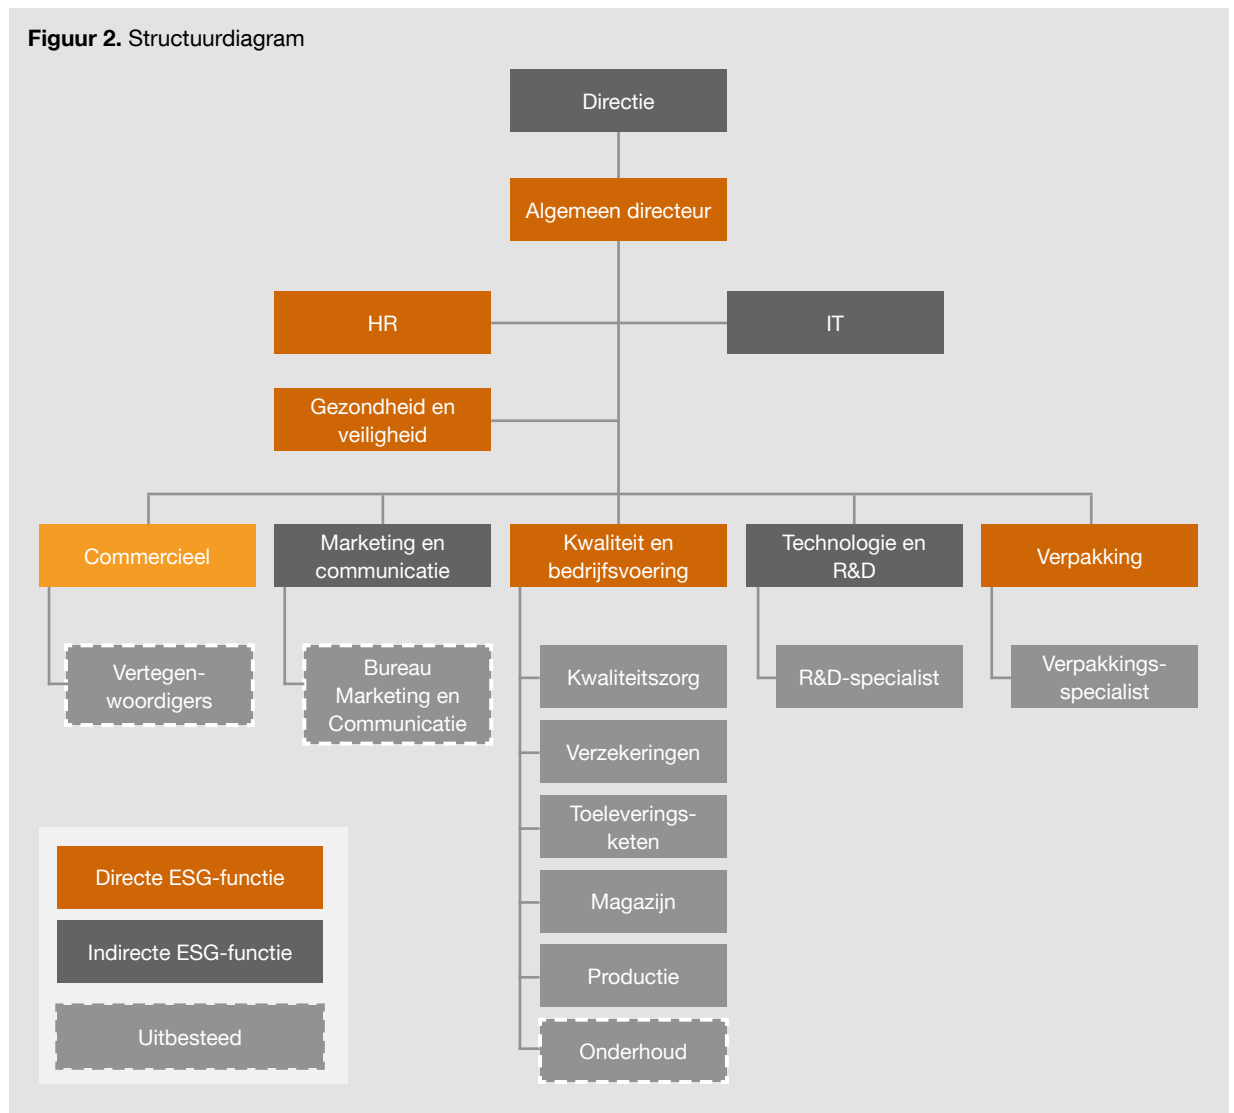 Figuur 2. Structuurdiagram
Directie
Algemeen directeur
HR
IT
Gezondheid en
veiligheid
Commercieel
Marketing en
communicatie
Kwaliteit en
bedrijfsvoering
Technologie en
R&D
Verpakking
Vertegen-
woordigers
Bureau
Marketing en
Communicatie
Kwaliteitszorg
Verzekeringen
Toeleverings-
keten
Magazijn
Productie
Onderhoud
R&D-specialist
Verpakkings-
specialist
Directe ESG-functie
Indirecte ESG-functie
Uitbesteed